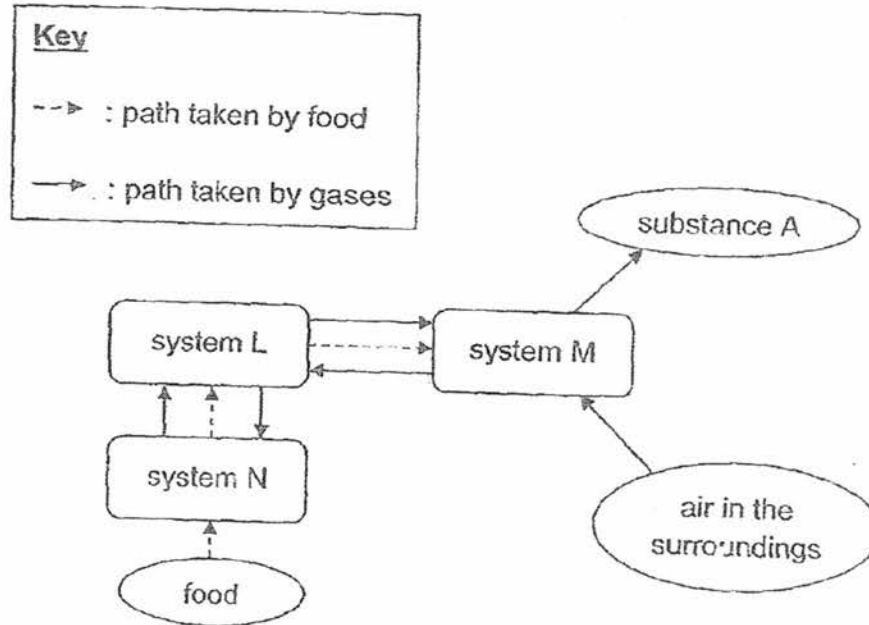 Key
: path taken by food
: path taken by gases
substance A
system L
system M
system N
air in the
surroundings
food